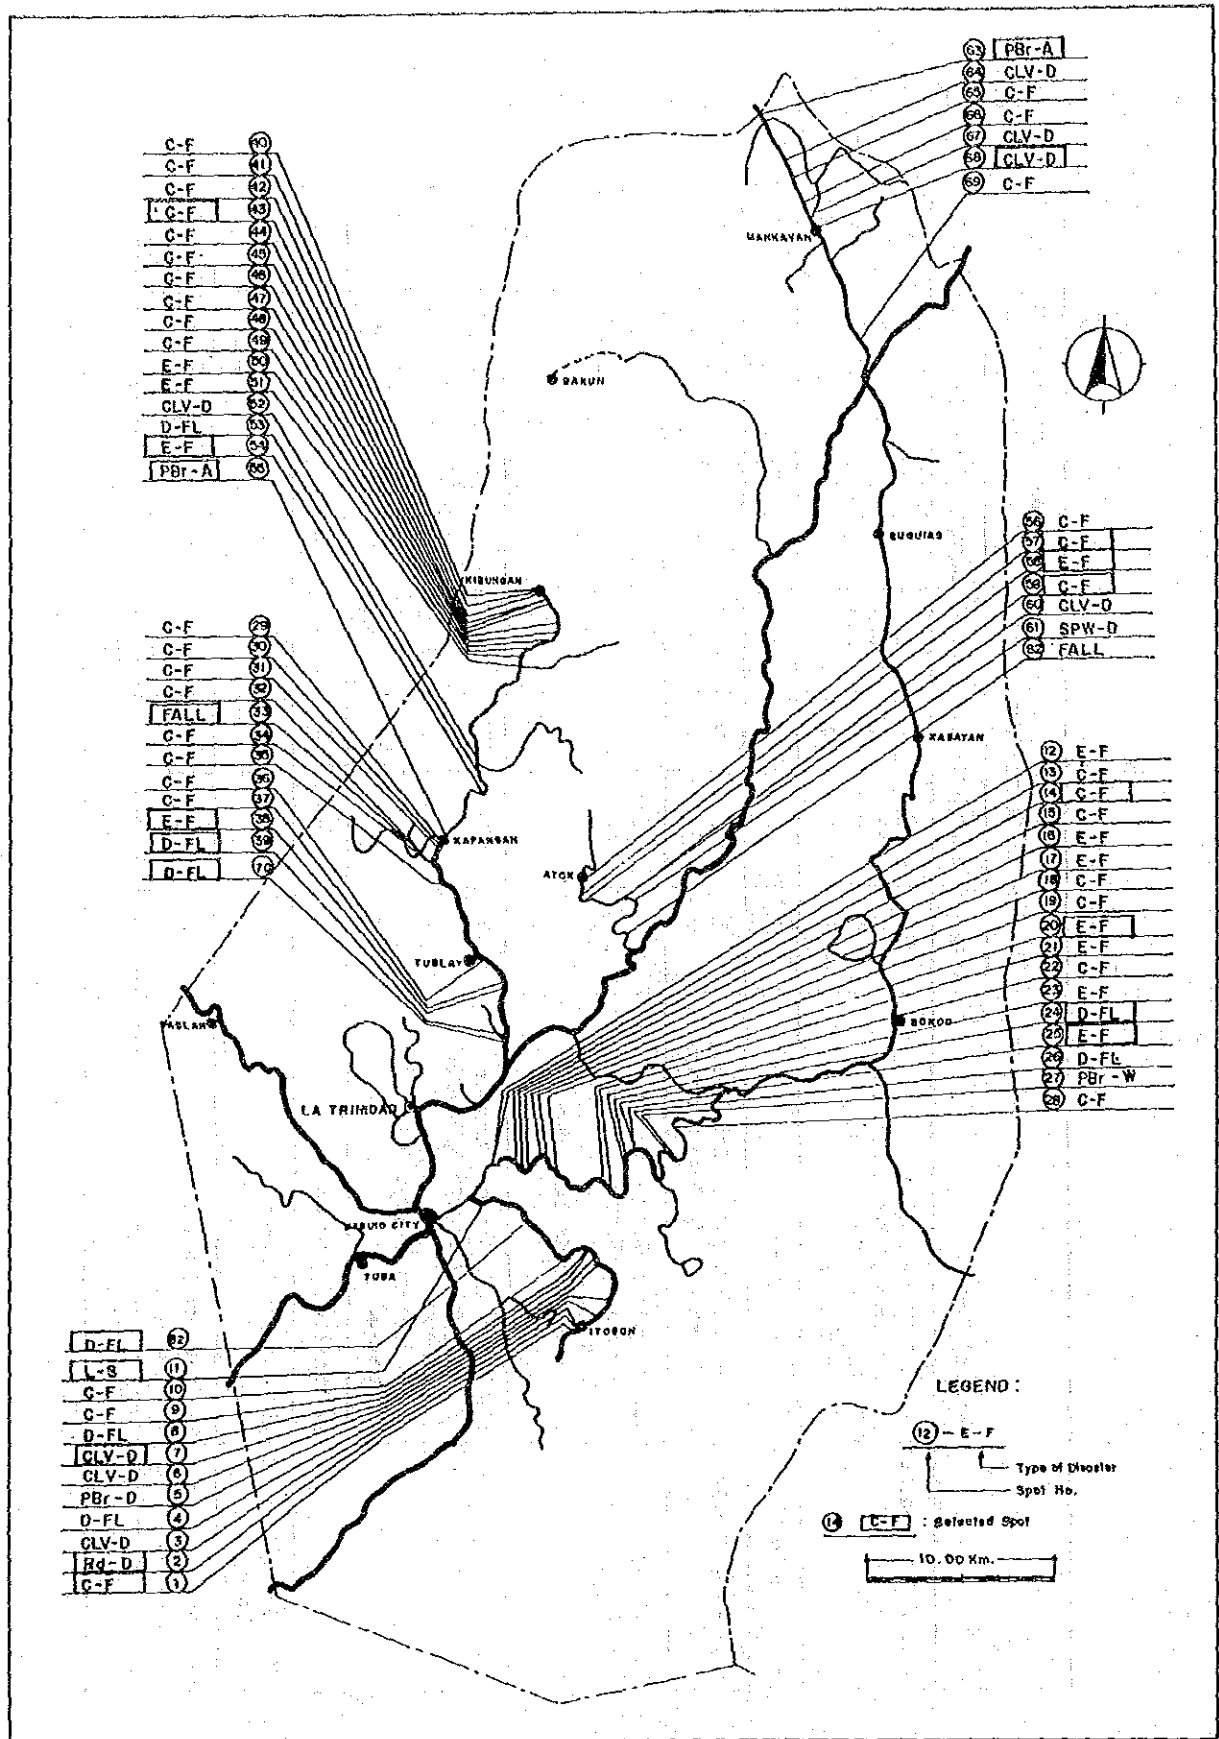 63 PBr-A
64 CLV-D
65 C-F
66 C-F
67 CLV-D
68 CLV-D
69 C-F
C-F 40
C-F 41
C-F 42
C-F 43
C-F 44
C-F 45
C-F 46
C-F 47
C-F 48
C-F 49
E-F 50
E-F 51
CLV-D 52
D-FL 53
E-F 54
PBr-A 55
MANKAYAN
BAKUN
BUGUIAS
KIBUNGAN
56 C-F
57 C-F
58 E-F
59 C-F
60 CLV-D
61 SPW-D
62 FALL
C-F 29
C-F 30
C-F 31
C-F 32
FALL 33
C-F 34
C-F 35
C-F 36
C-F 37
E-F 38
D-FL 39
D-FL 70
KABAYAN
KAPANGAN
ATOK
TUBLAY
12 E-F
13 C-F
14 C-F
15 C-F
16 E-F
17 E-F
18 C-F
19 C-F
20 E-F
21 E-F
22 C-F
23 E-F
24 D-FL
25 E-F
26 D-FL
27 PBr-W
28 C-F
BOKOD
SABLAN
LA TRINIDAD
BAGUIO CITY
TUBA
ITOGON
D-FL 82
L-S 11
C-F 10
C-F 9
D-FL 8
CLV-D 7
CLV-D 6
PBr-D 5
D-FL 4
CLV-D 3
Rd-D 2
C-F 1
LEGEND :
12 - E-F
Type of Disaster
Spot No.
14 C-F : Selected Spot
10.00 Km.